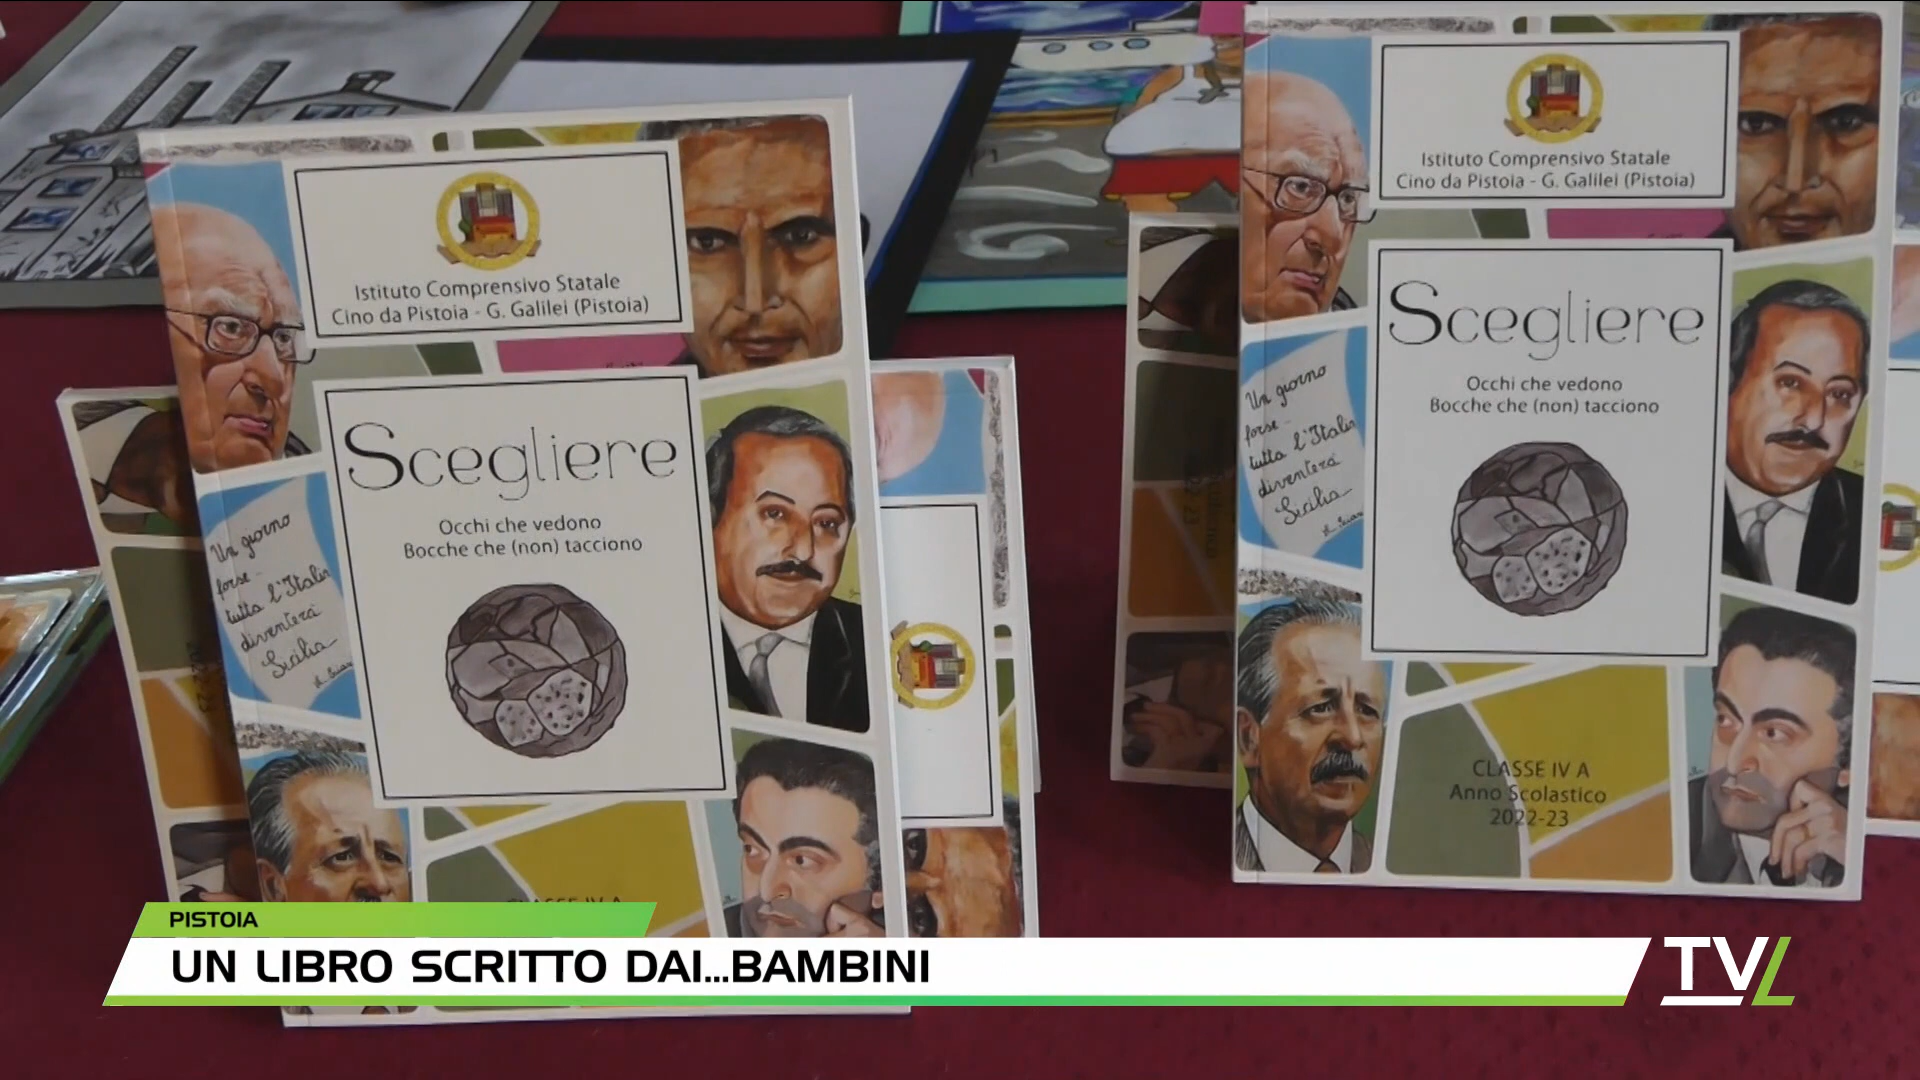 Istituto Comprensivo Statale
Cino da Pistoia - G. Galilei (Pistoia)
Scegliere
Occhi che vedono
Bocche che (non) tacciono
Un giorno
forse
tutta l'Italia
diventerà
Sicilia
CLASSE IV A
Istituto Comprensivo Statale
Cino da Pistoia - G. Galilei (Pistoia)
Scegliere
Occhi che vedono
Bocche che (non) tacciono
Un giorno
forse
tutta l'Italia
diventerà
Sicilia
CLASSE IV A
Anno Scolastico
2022-23
PISTOIA
UN LIBRO SCRITTO DAI...BAMBINI
TVL